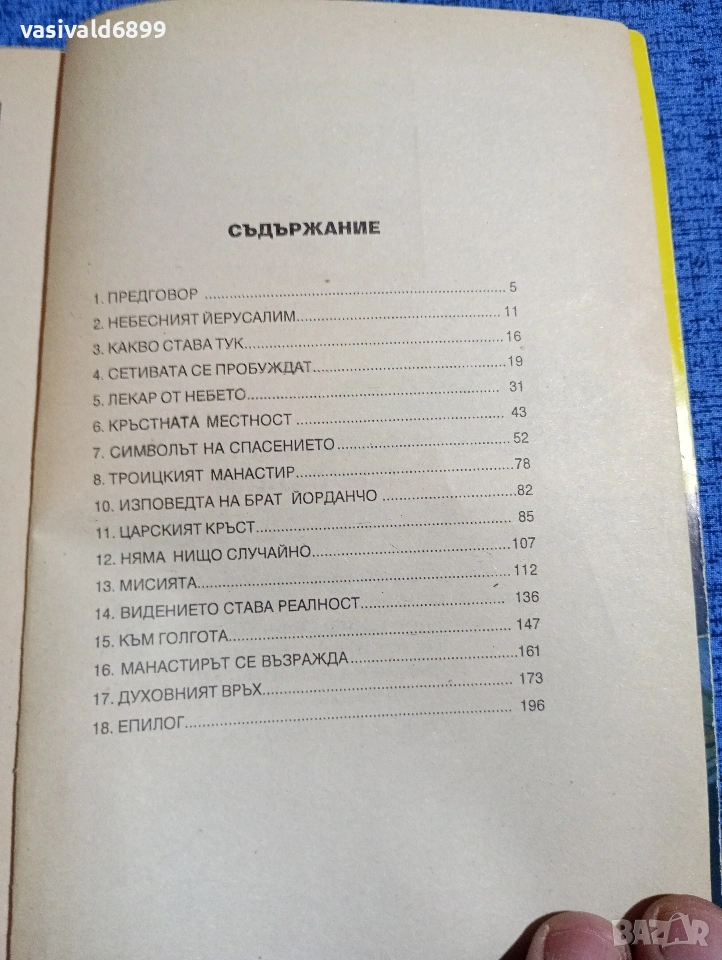 vasivald6899
СЪДЪРЖАНИЕ
1. ПРЕДГОВОР ........ 5
2. НЕБЕСНИЯТ ЙЕРУСАЛИМ........ 11
3. КАКВО СТАВА ТУК........ 16
4. СЕТИВАТА СЕ ПРОБУЖДАТ........ 19
5. ЛЕКАР ОТ НЕБЕТО........ 31
6. КРЪСТНАТА МЕСТНОСТ ........ 43
7. СИМВОЛЪТ НА СПАСЕНИЕТО........ 52
8. ТРОИЦКИЯТ МАНАСТИР........78
10. ИЗПОВЕДТА НА БРАТ ЙОРДАНЧО ........82
11. ЦАРСКИЯТ КРЪСТ........ 85
12. НЯМА НИЩО СЛУЧАЙНО........ 107
13. МИСИЯТА........ 112
14. ВИДЕНИЕТО СТАВА РЕАЛНОСТ........ 136
15. КЪМ ГОЛГОТА........ 147
16. МАНАСТИРЪТ СЕ ВЪЗРАЖДА........161
17. ДУХОВНИЯТ ВРЪХ........ 173
18. ЕПИЛОГ........ 196
BAZAR